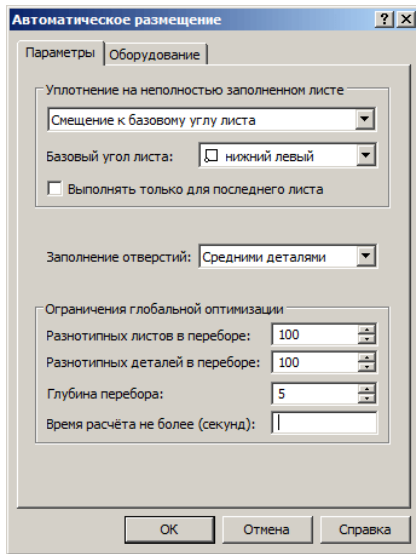 Автоматическое размещение
Параметры Оборудование
Уплотнение на неполностью заполненном листе
Смещение к базовому углу листа
Базовый угол листа: нижний левый
Выполнять только для последнего листа
Заполнение отверстий: Средними деталями
Ограничения глобальной оптимизации
Разнотипных листов в переборе: 100
Разнотипных деталей в переборе: 100
Глубина перебора: 5
Время расчёта не более (секунд):
OK Отмена Справка